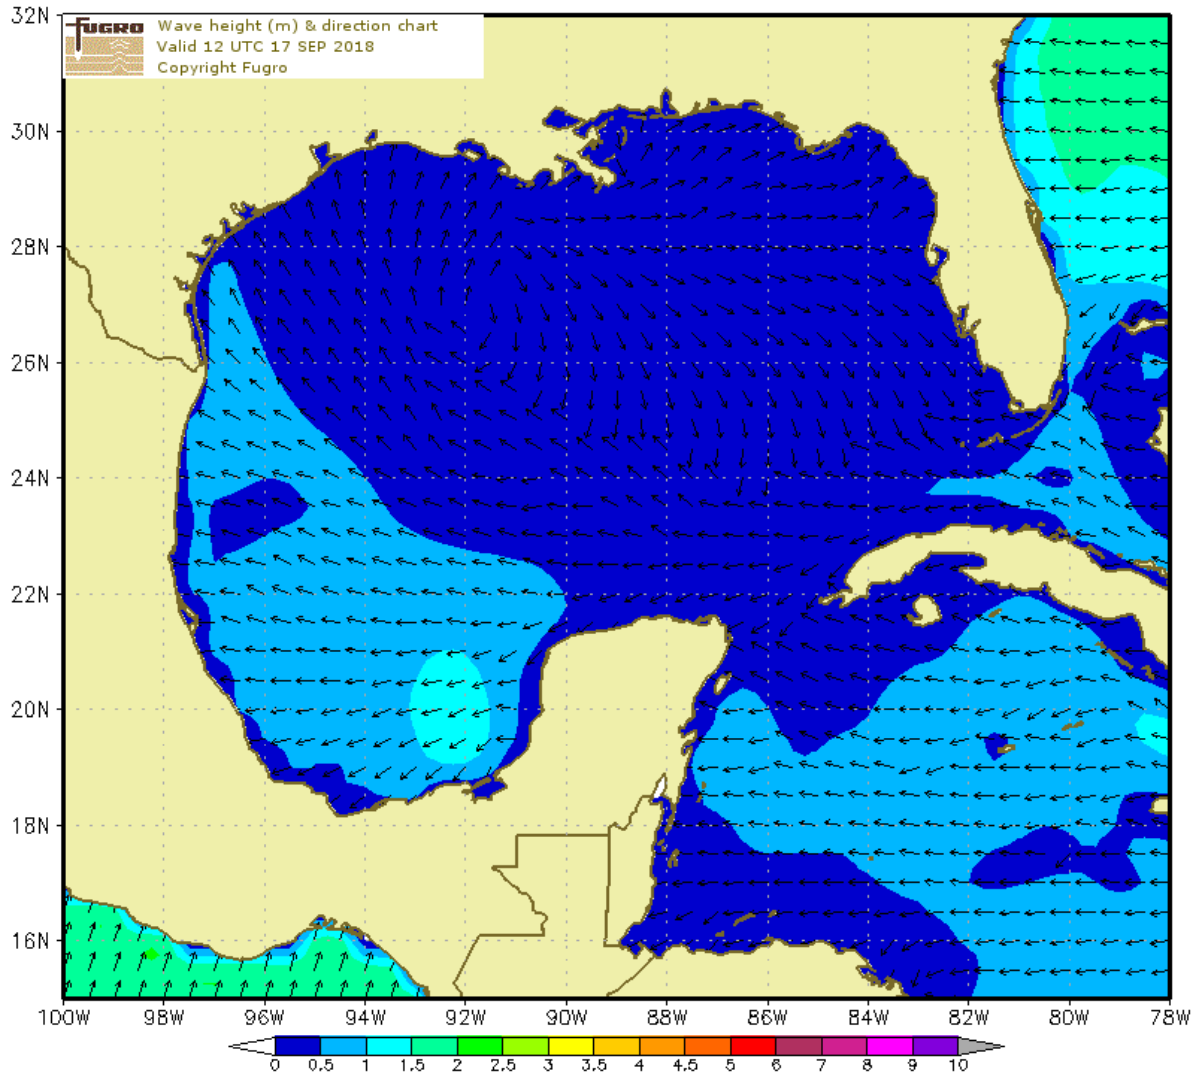 32N
fugro
Wave height (m) & direction chart
Valid 12 UTC 17 SEP 2018
Copyright Fugro
30N
28N
26N
24N
22N
20N
18N
16N
100W 98W 96W 94W 92W 90W 88W 86W 84W 82W 80W 78W
0 0.5 1 1.5 2 2.5 3 3.5 4 4.5 5 6 7 8 9 10